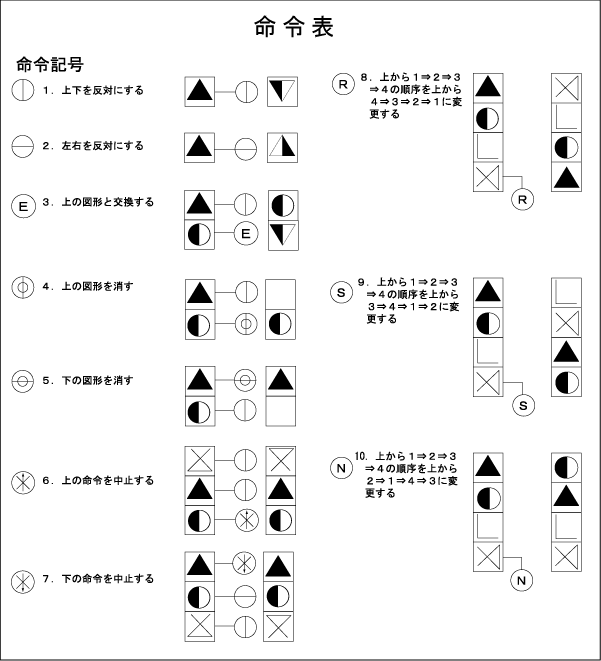 命令表
命令記号
1．上下を反対にする
2．左右を反対にする
E
3．上の図形と交換する
E
4．上の図形を消す
5．下の図形を消す
6．上の命令を中止する
7．下の命令を中止する
R
8．上から1⇒2⇒3
⇒4の順序を上から
4⇒3⇒2⇒1に変
更する
R
S
9．上から1⇒2⇒3
⇒4の順序を上から
3⇒4⇒1⇒2に変
更する
S
N
10．上から1⇒2⇒3
⇒4の順序を上から
2⇒1⇒4⇒3に変
更する
N